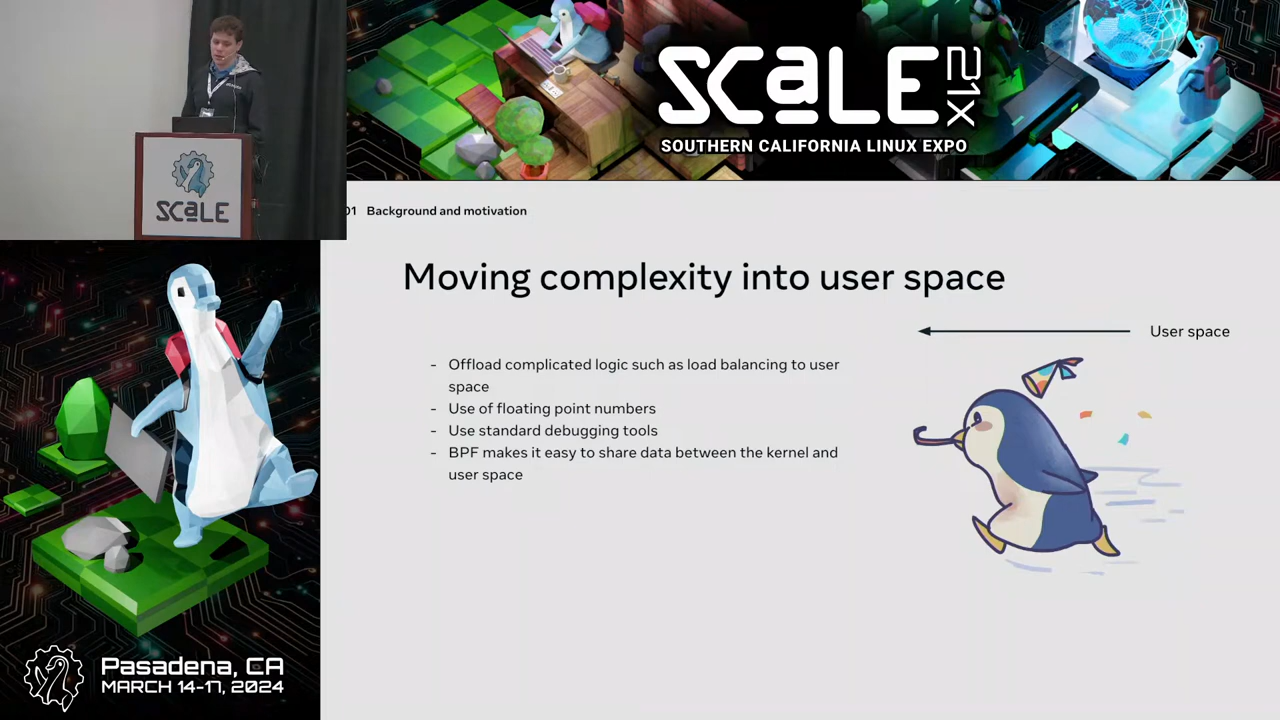 SCaLE
21X
SOUTHERN CALIFORNIA LINUX EXPO
SCaLE
01 Background and motivation
Moving complexity into user space
User space
- Offload complicated logic such as load balancing to user
space
- Use of floating point numbers
- Use standard debugging tools
- BPF makes it easy to share data between the kernel and
user space
Pasadena, CA
MARCH 14-17, 2024